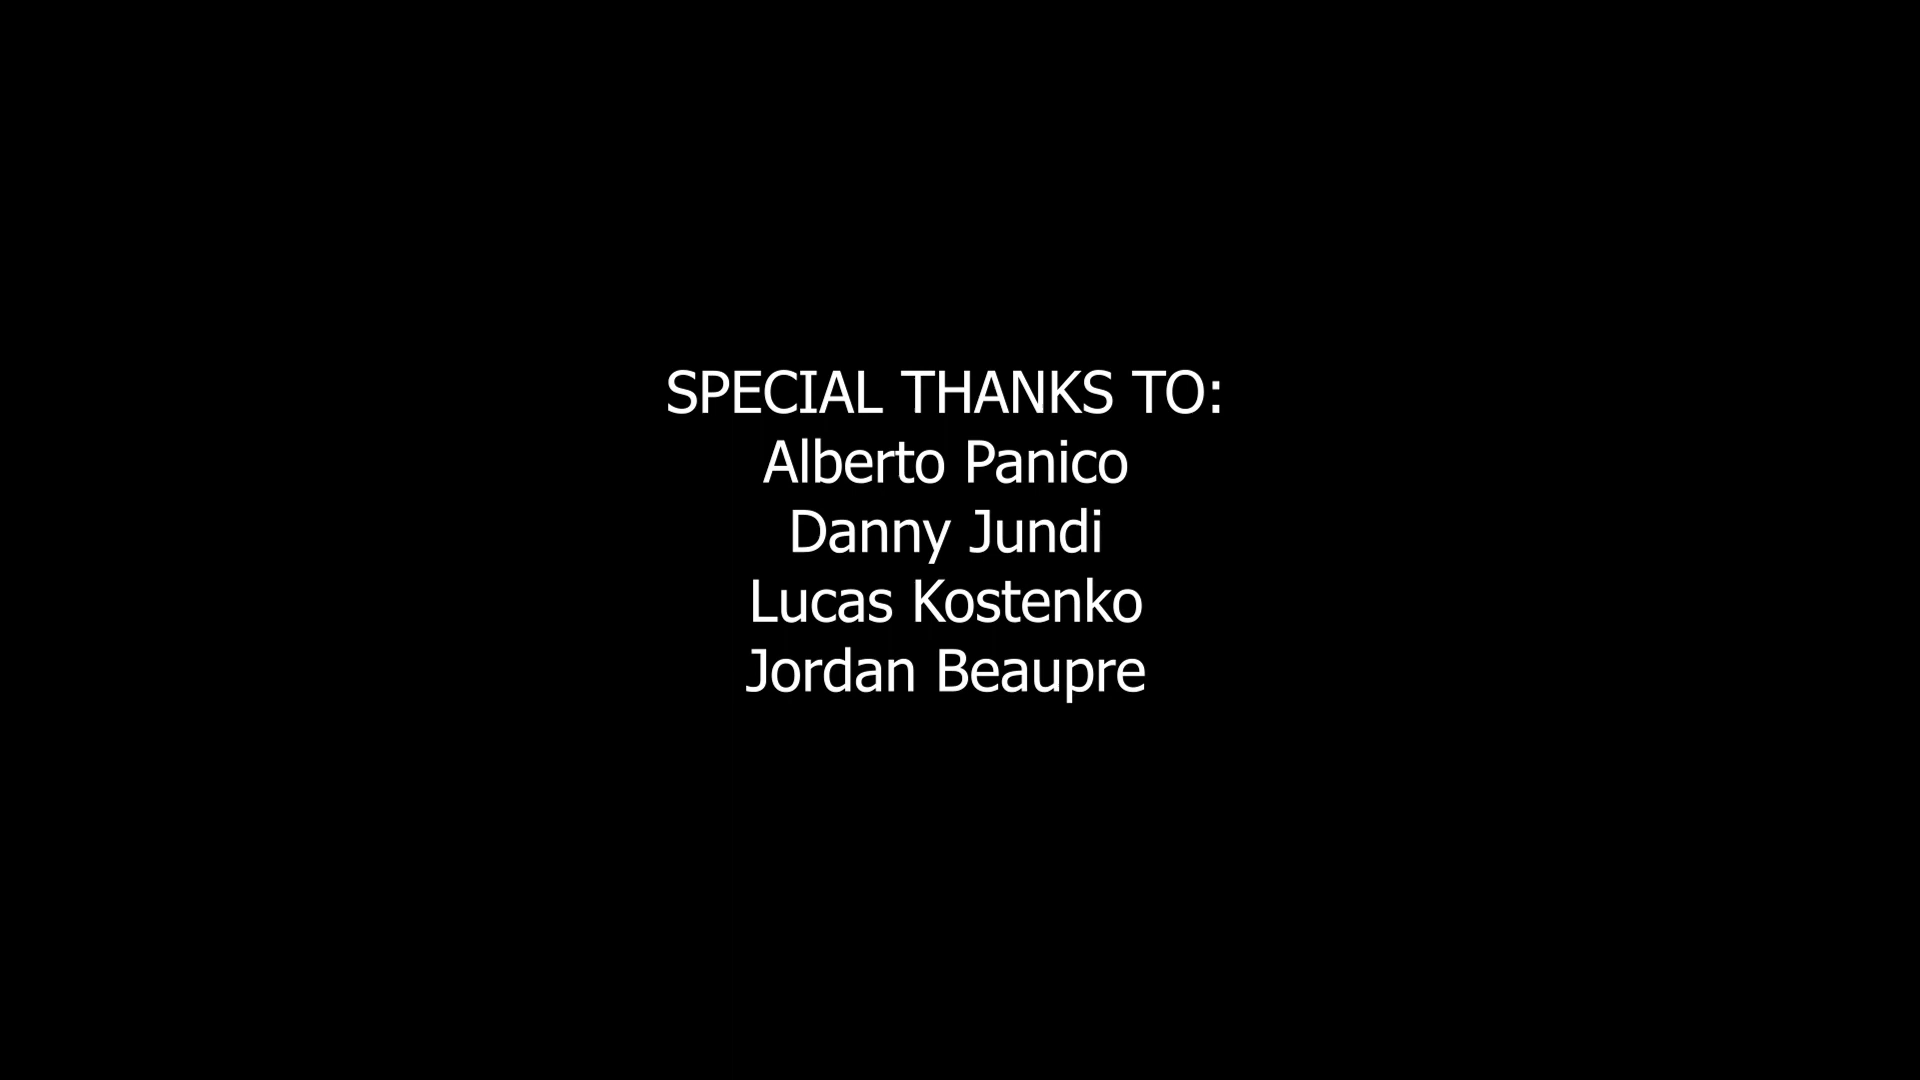 SPECIAL THANKS TO:
Alberto Panico
Danny Jundi
Lucas Kostenko
Jordan Beaupre